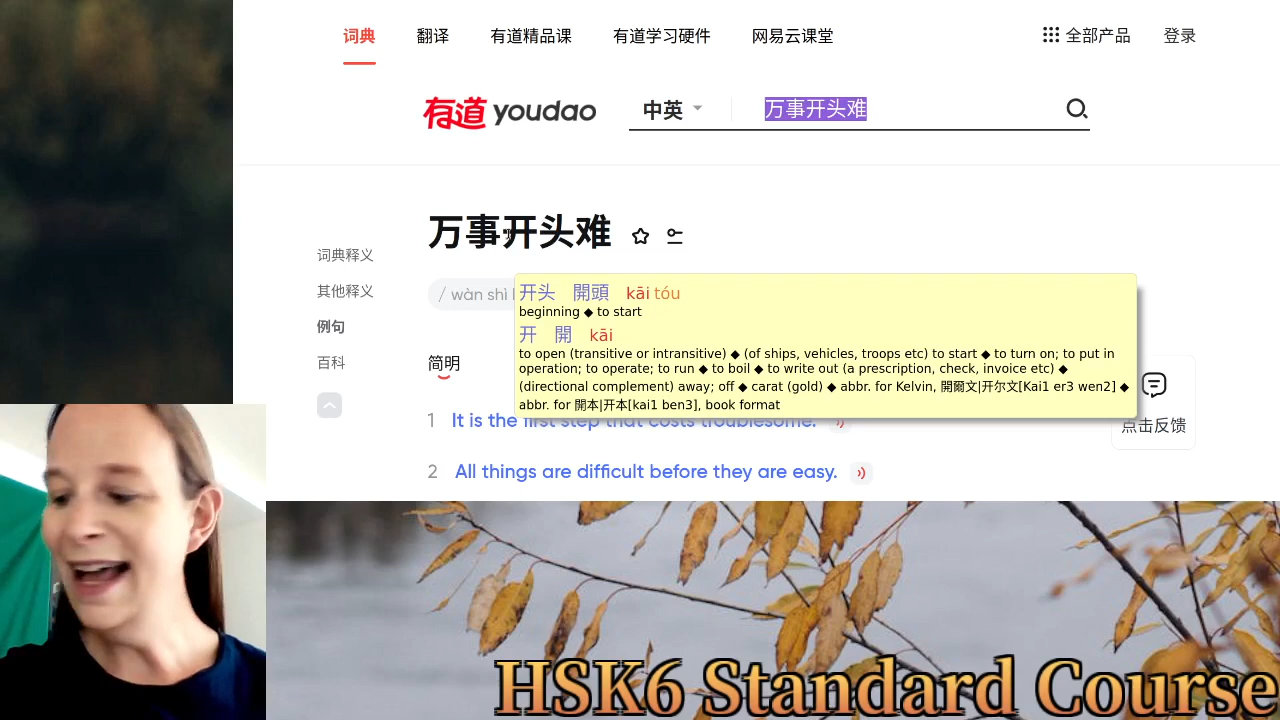 词典 翻译 有道精品课 有道学习硬件 网易云课堂 全部产品 登录
有道 youdao 中英 万事开头难
万事开头难
词典释义
其他释义
例句
百科
/ wàn shì
开头 開頭 kāi tóu
beginning ◆ to start
开 開 kāi
to open (transitive or intransitive) ◆ (of ships, vehicles, troops etc) to start ◆ to turn on; to put in
operation; to operate; to run ◆ to boil ◆ to write out (a prescription, check, invoice etc) ◆
(directional complement) away; off ◆ carat (gold) ◆ abbr. for Kelvin, 開爾文|开尔文[Kai1 er3 wen2] ◆
abbr. for 開本|开本[kai1 ben3], book format
简明
1 It is the first step that costs troublesome.
点击反馈
2 All things are difficult before they are easy.
HSK6 Standard Course